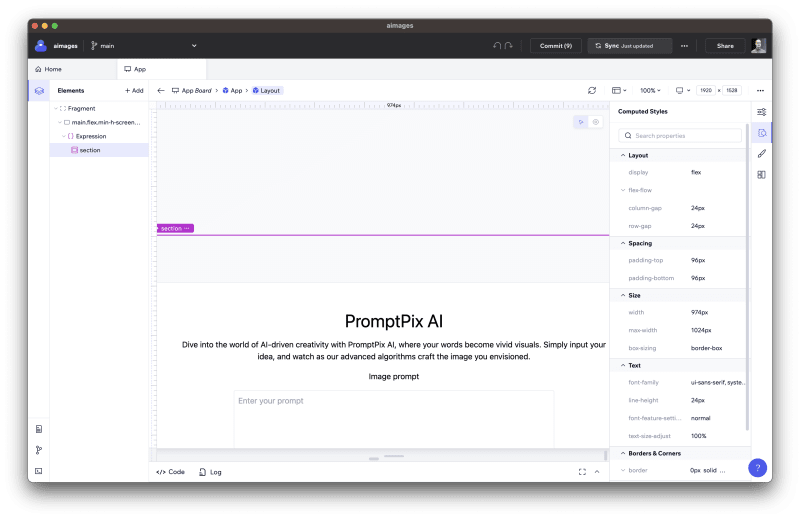 aimages
aimages
main
Commit (9)
Sync Just updated
Share
Home
App
Elements
+ Add
App Board > App > Layout
100%
1920 x 1528
Fragment
main.flex.min-h-screen...
Expression
section
974px
section
PromptPix AI
Dive into the world of AI-driven creativity with PromptPix AI, where your words become vivid visuals. Simply input your
idea, and watch as our advanced algorithms craft the image you envisioned.
Image prompt
Enter your prompt
</> Code
Log
Computed Styles
Search properties
Layout
display flex
flex-flow
column-gap 24px
row-gap 24px
Spacing
padding-top 96px
padding-bottom 96px
Size
width 974px
max-width 1024px
box-sizing border-box
Text
font-family ui-sans-serif, syste...
line-height 24px
font-feature-setti... normal
text-size-adjust 100%
Borders & Corners
border 0px solid ...
?